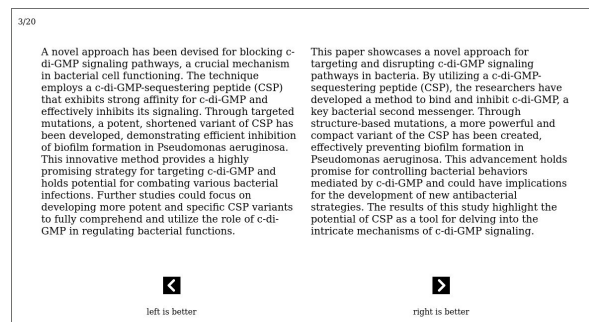 3/20
A novel approach has been devised for blocking c-
di-GMP signaling pathways, a crucial mechanism
in bacterial cell functioning. The technique
employs a c-di-GMP-sequestering peptide (CSP)
that exhibits strong affinity for c-di-GMP and
effectively inhibits its signaling. Through targeted
mutations, a potent, shortened variant of CSP has
been developed, demonstrating efficient inhibition
of biofilm formation in Pseudomonas aeruginosa.
This innovative method provides a highly
promising strategy for targeting c-di-GMP and
holds potential for combating various bacterial
infections. Further studies could focus on
developing more potent and specific CSP variants
to fully comprehend and utilize the role of c-di-
GMP in regulating bacterial functions.
This paper showcases a novel approach for
targeting and disrupting c-di-GMP signaling
pathways in bacteria. By utilizing a c-di-GMP-
sequestering peptide (CSP), the researchers have
developed a method to bind and inhibit c-di-GMP, a
key bacterial second messenger. Through
structure-based mutations, a more powerful and
compact variant of the CSP has been created,
effectively preventing biofilm formation in
Pseudomonas aeruginosa. This advancement holds
promise for controlling bacterial behaviors
mediated by c-di-GMP and could have implications
for the development of new antibacterial
strategies. The results of this study highlight the
potential of CSP as a tool for delving into the
intricate mechanisms of c-di-GMP signaling.
left is better
right is better